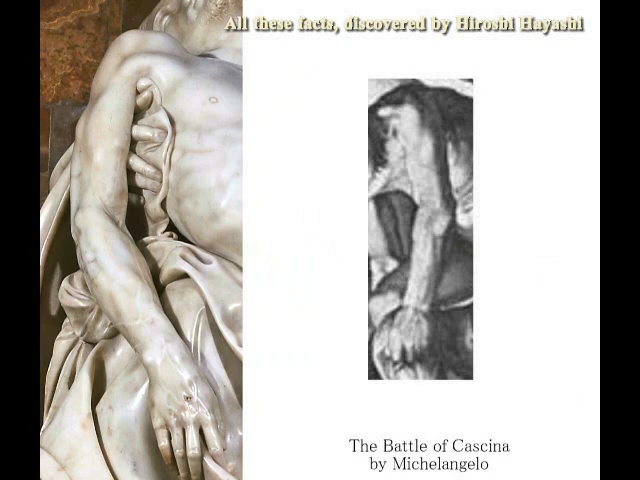 All these facts, discovered by Hiroshi Hayashi
The Battle of Cascina
by Michelangelo